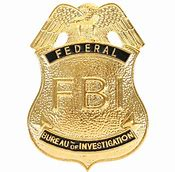 FEDERAL
FBI
BUREAU OF INVESTIGATION